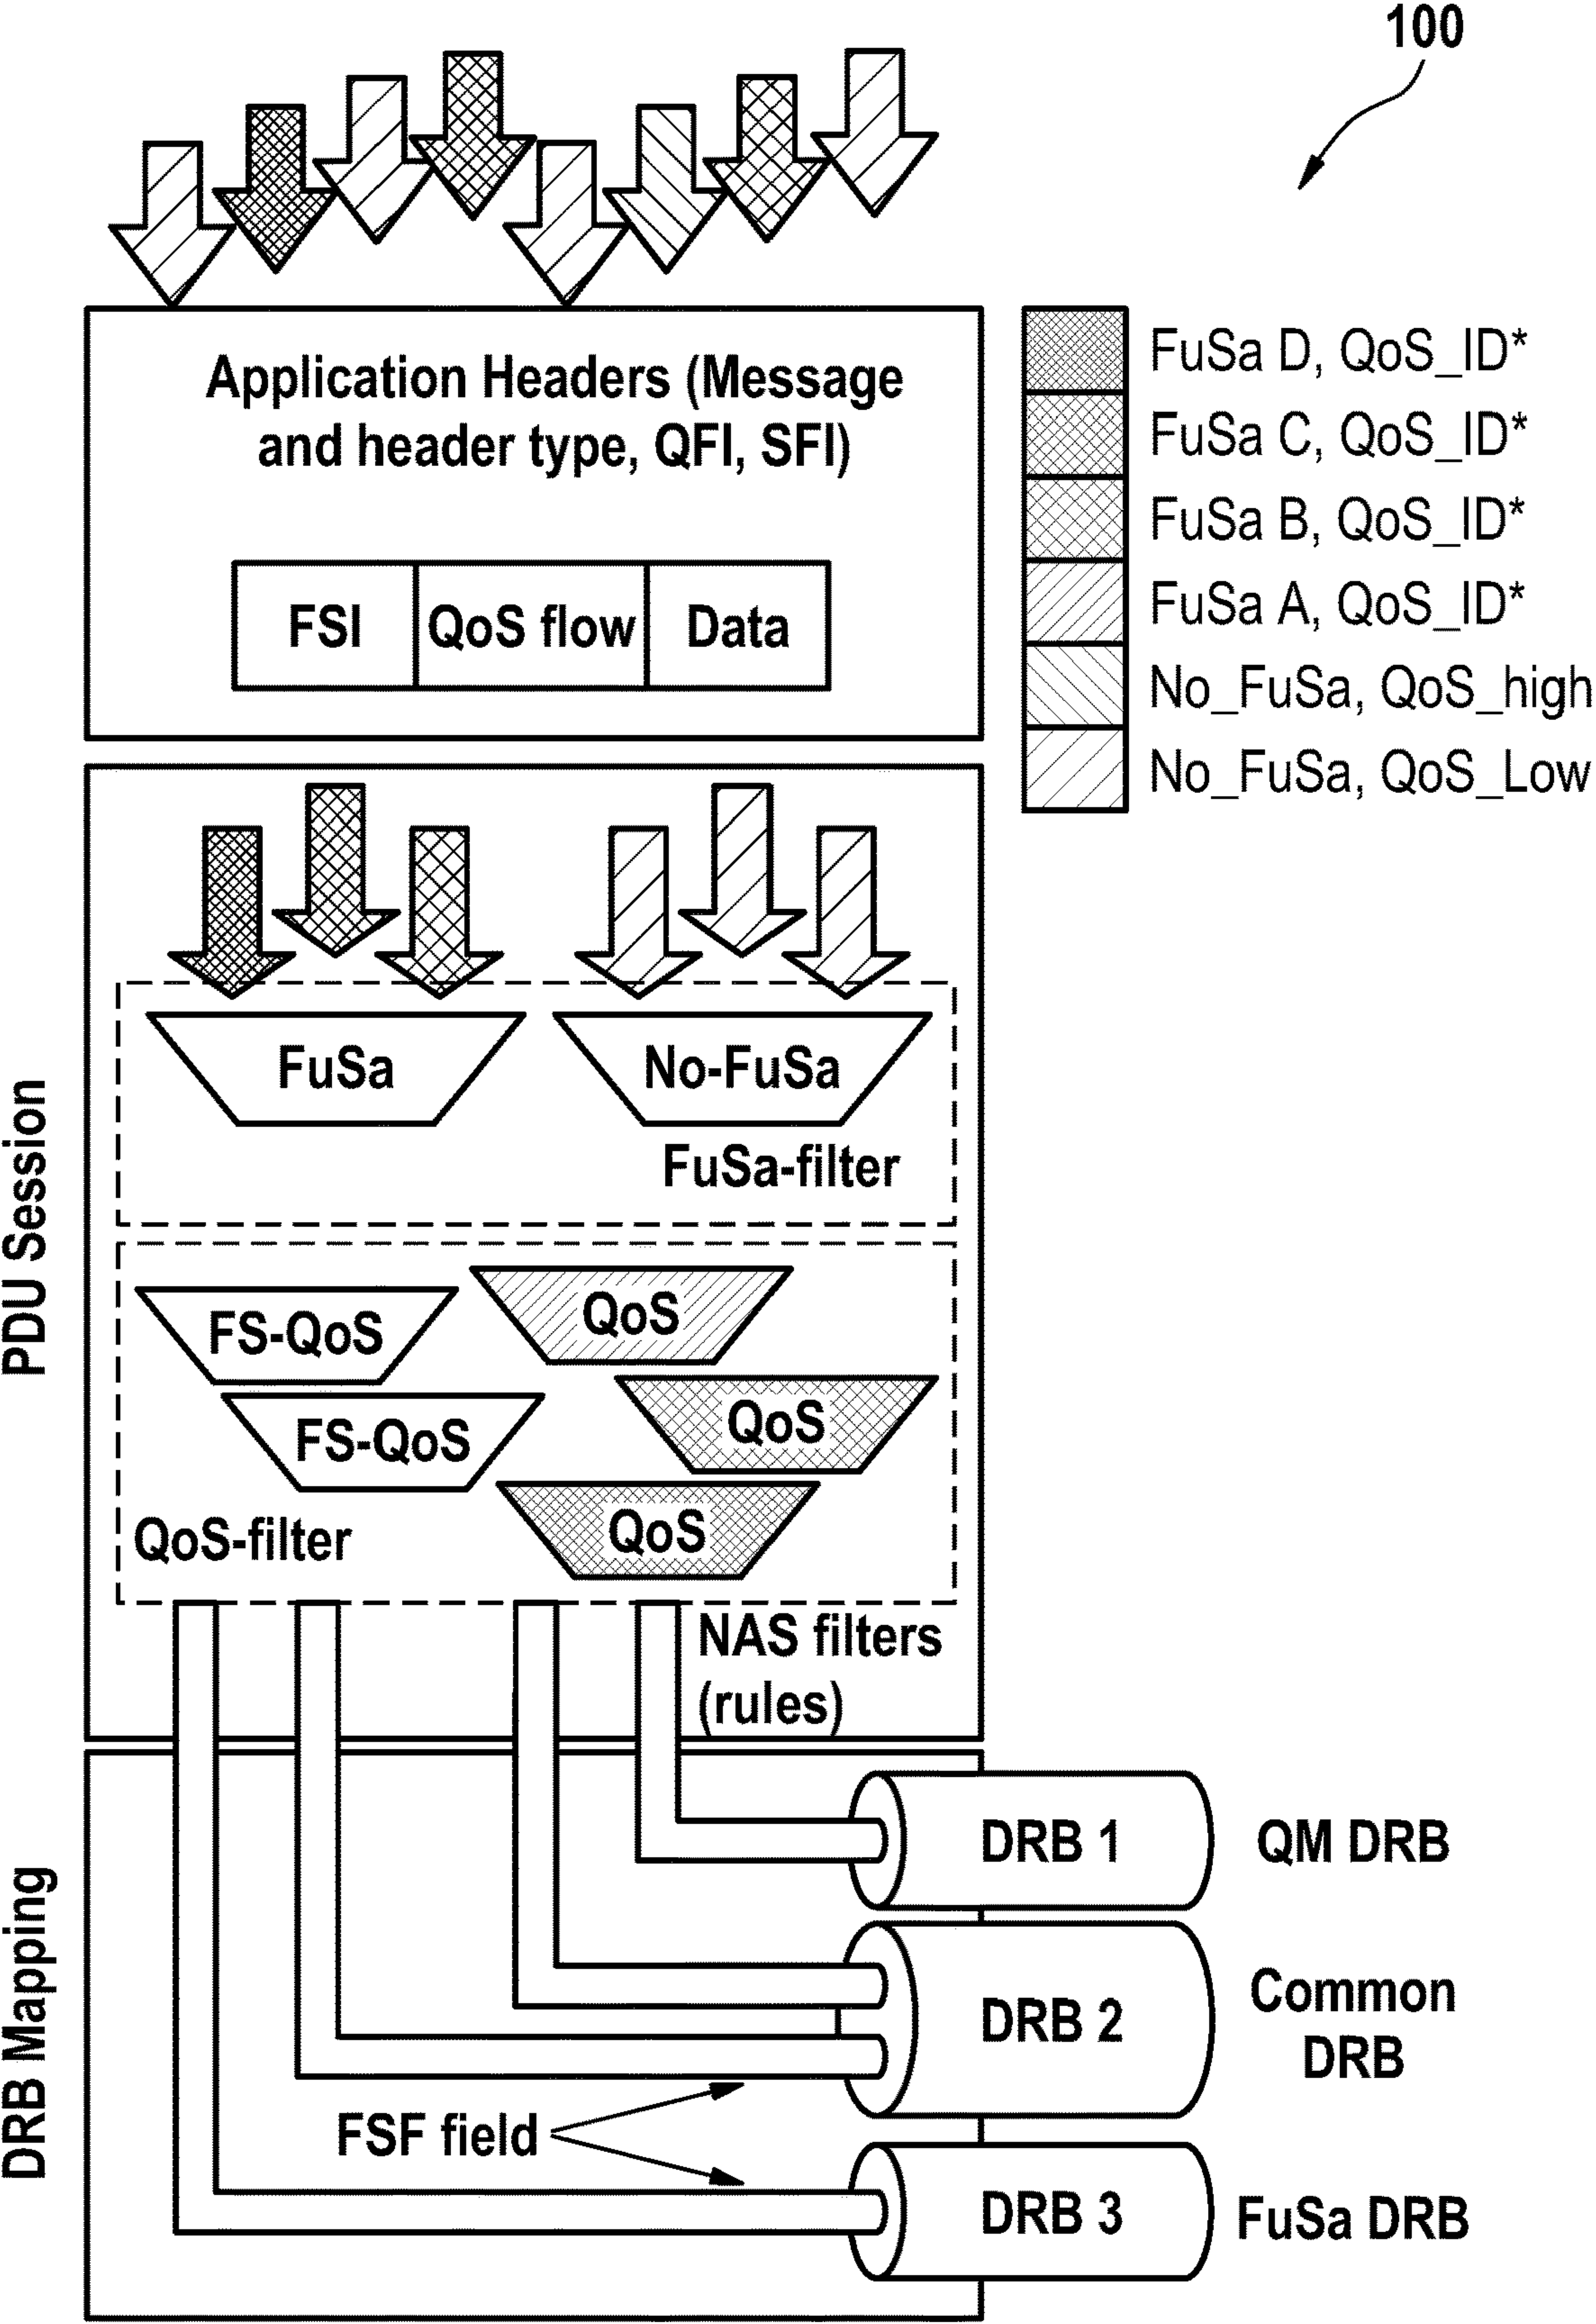 100
Application Headers (Message
and header type, QFI, SFI)
FSI QoS flow Data
FuSa D, QoS_ID*
FuSa C, QoS_ID*
FuSa B, QoS_ID*
FuSa A, QoS_ID*
No_FuSa, QoS_high
No_FuSa, QoS_Low
PDU Session
FuSa No-FuSa
FuSa-filter
FS-QoS QoS
FS-QoS QoS
QoS-filter QoS
NAS filters
(rules)
DRB Mapping
DRB 1 QM DRB
DRB 2 Common
DRB
FSF field
DRB 3 FuSa DRB